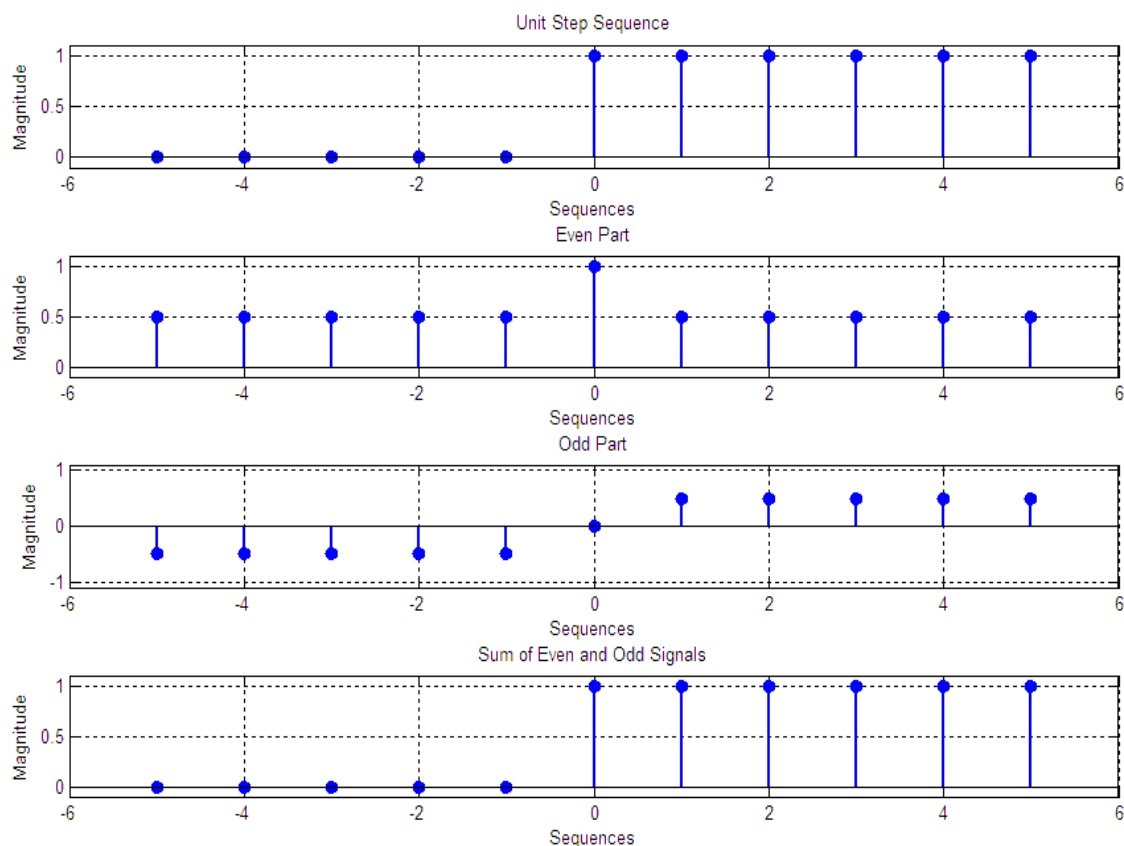 Unit Step Sequence
Magnitude
1
0.5
0
-6 -4 -2 0 2 4 6
Sequences
Even Part
Magnitude
1
0.5
0
-6 -4 -2 0 2 4 6
Sequences
Odd Part
Magnitude
1
0
-1
-6 -4 -2 0 2 4 6
Sequences
Sum of Even and Odd Signals
Magnitude
1
0.5
0
-6 -4 -2 0 2 4 6
Sequences